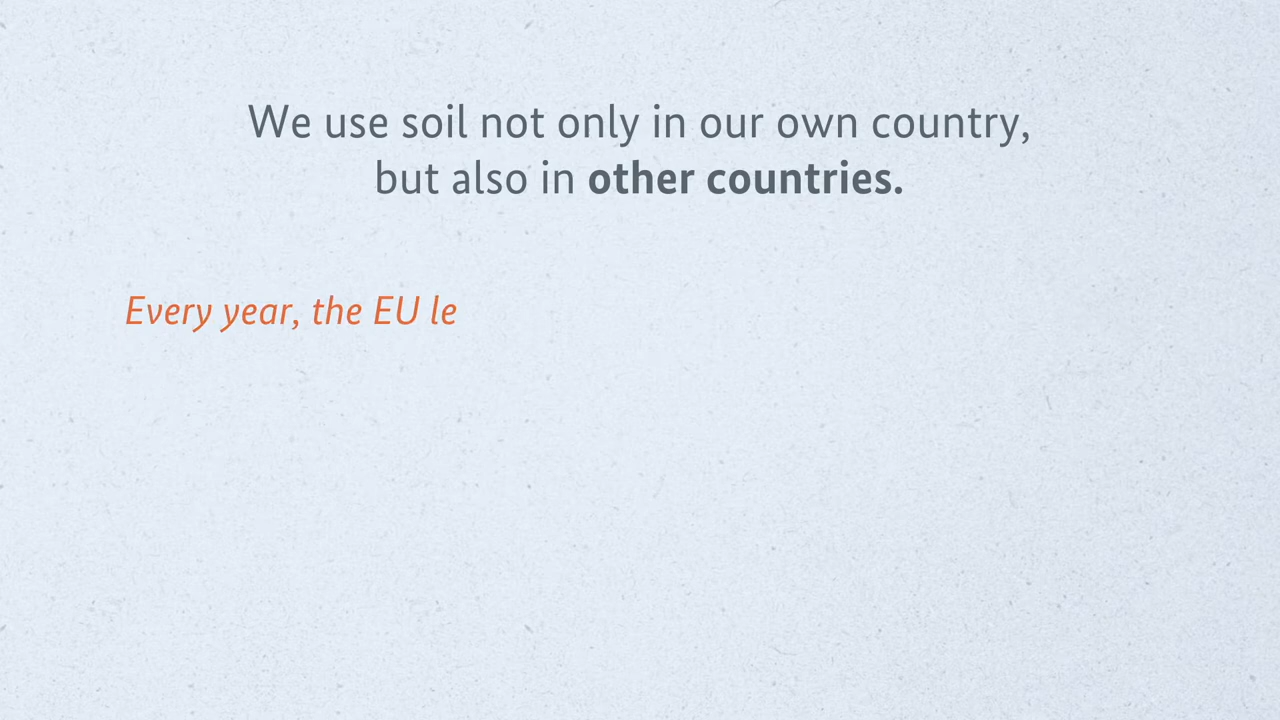 We use soil not only in our own country,
but also in other countries.
Every year, the EU le